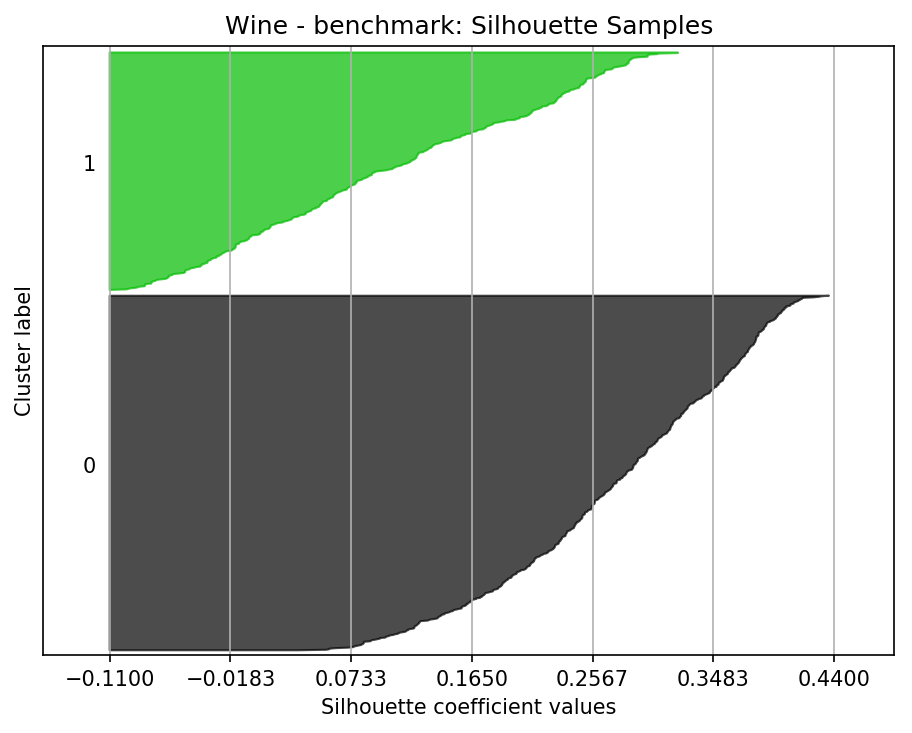 Wine - benchmark: Silhouette Samples
1
0
Cluster label
−0.1100 −0.0183 0.0733 0.1650 0.2567 0.3483 0.4400
Silhouette coefficient values